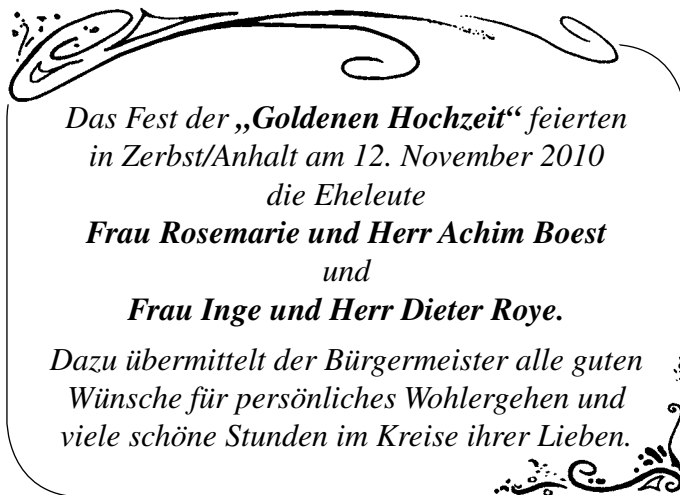 Das Fest der „Goldenen Hochzeit“ feierten
in Zerbst/Anhalt am 12. November 2010
die Eheleute
Frau Rosemarie und Herr Achim Boest
und
Frau Inge und Herr Dieter Roye.
Dazu übermittelt der Bürgermeister alle guten
Wünsche für persönliches Wohlergehen und
viele schöne Stunden im Kreise ihrer Lieben.